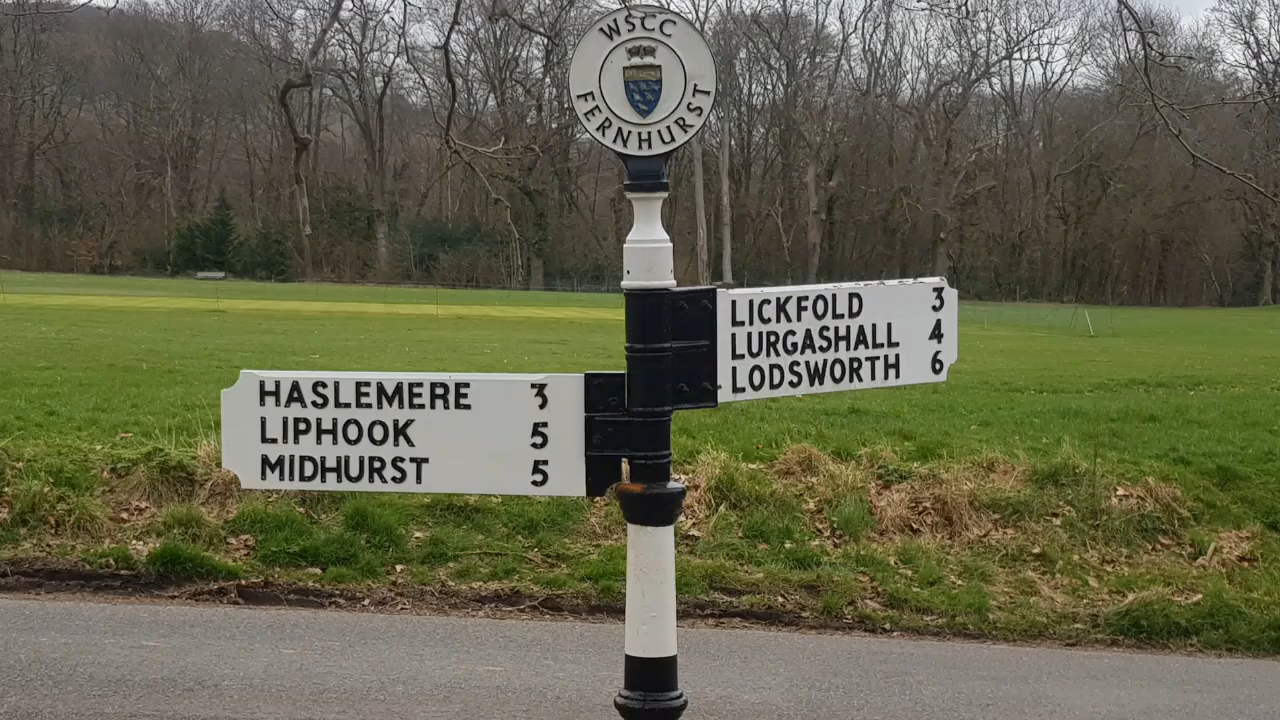 WSCC
FERNHURST
LICKFOLD 3
LURGASHALL 4
LODSWORTH 6
HASLEMERE 3
LIPHOOK 5
MIDHURST 5